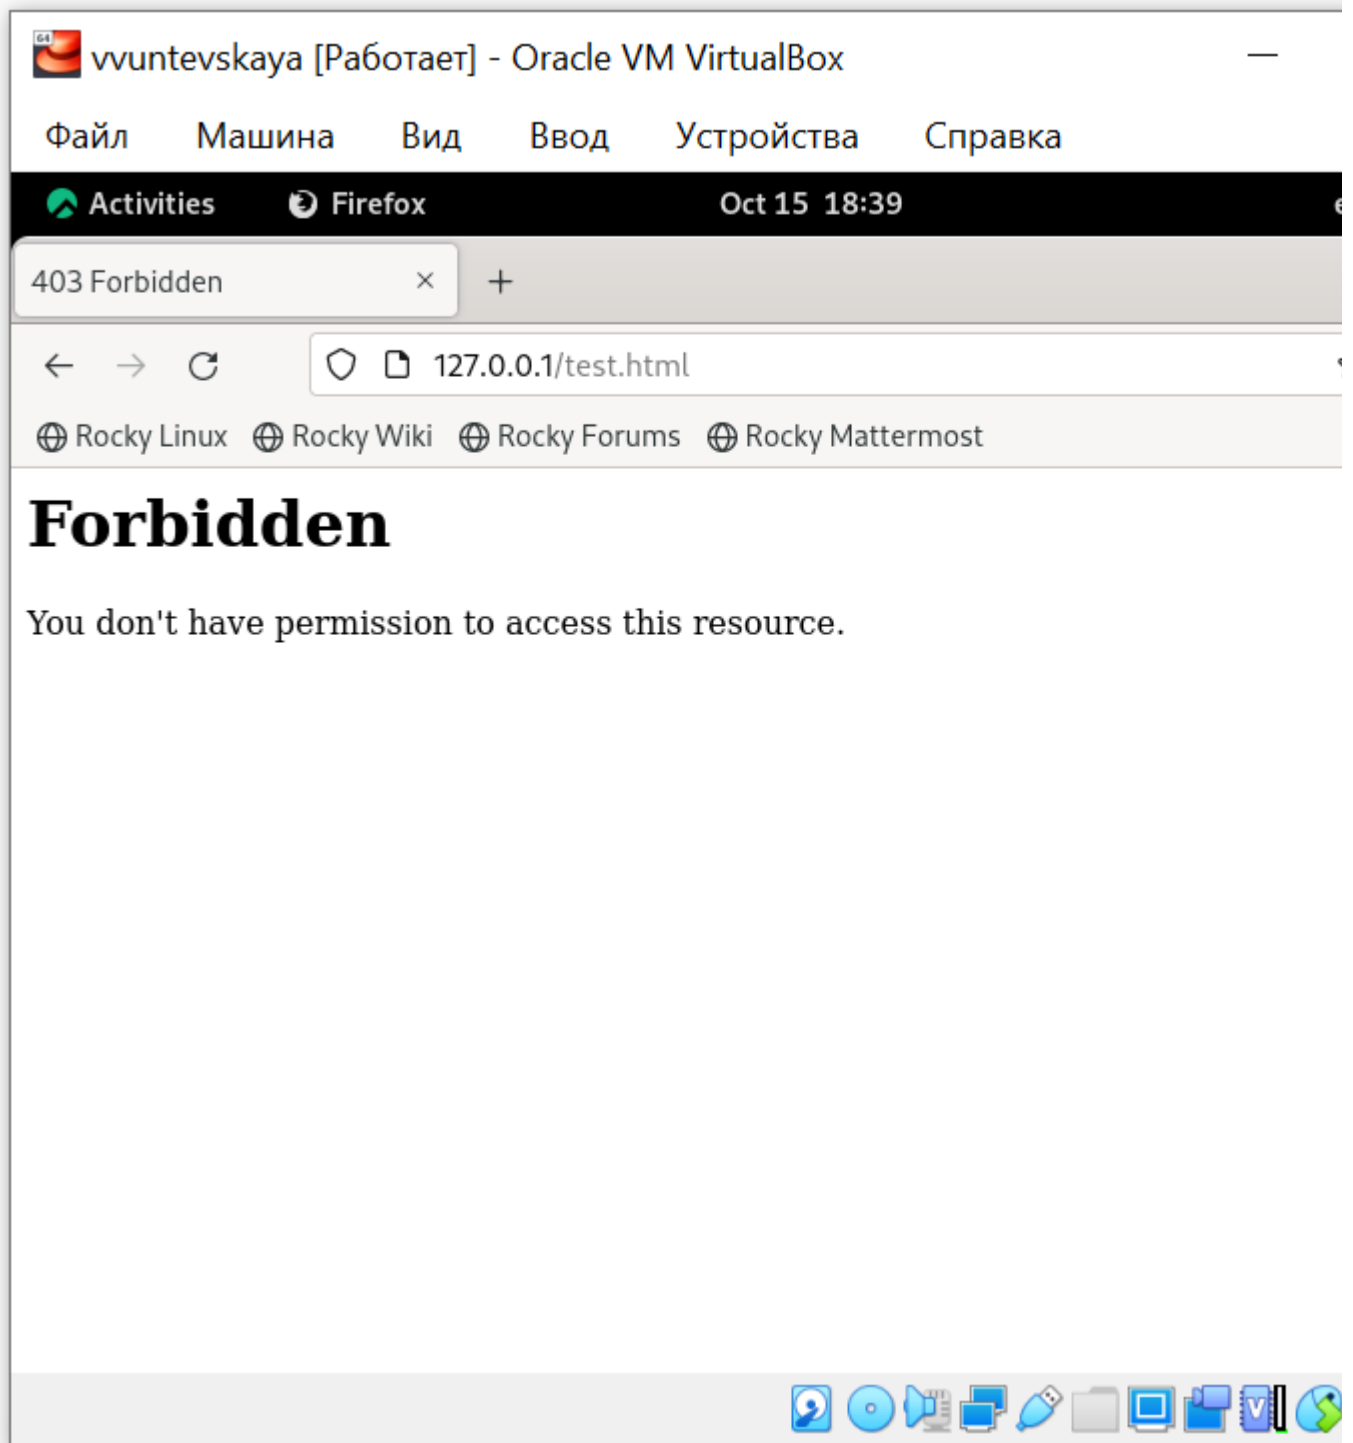 vvuntevskaya [Работает] - Oracle VM VirtualBox
Файл Машина Вид Ввод Устройства Справка
Activities Firefox Oct 15 18:39
403 Forbidden
127.0.0.1/test.html
Rocky Linux Rocky Wiki Rocky Forums Rocky Mattermost
Forbidden
You don't have permission to access this resource.